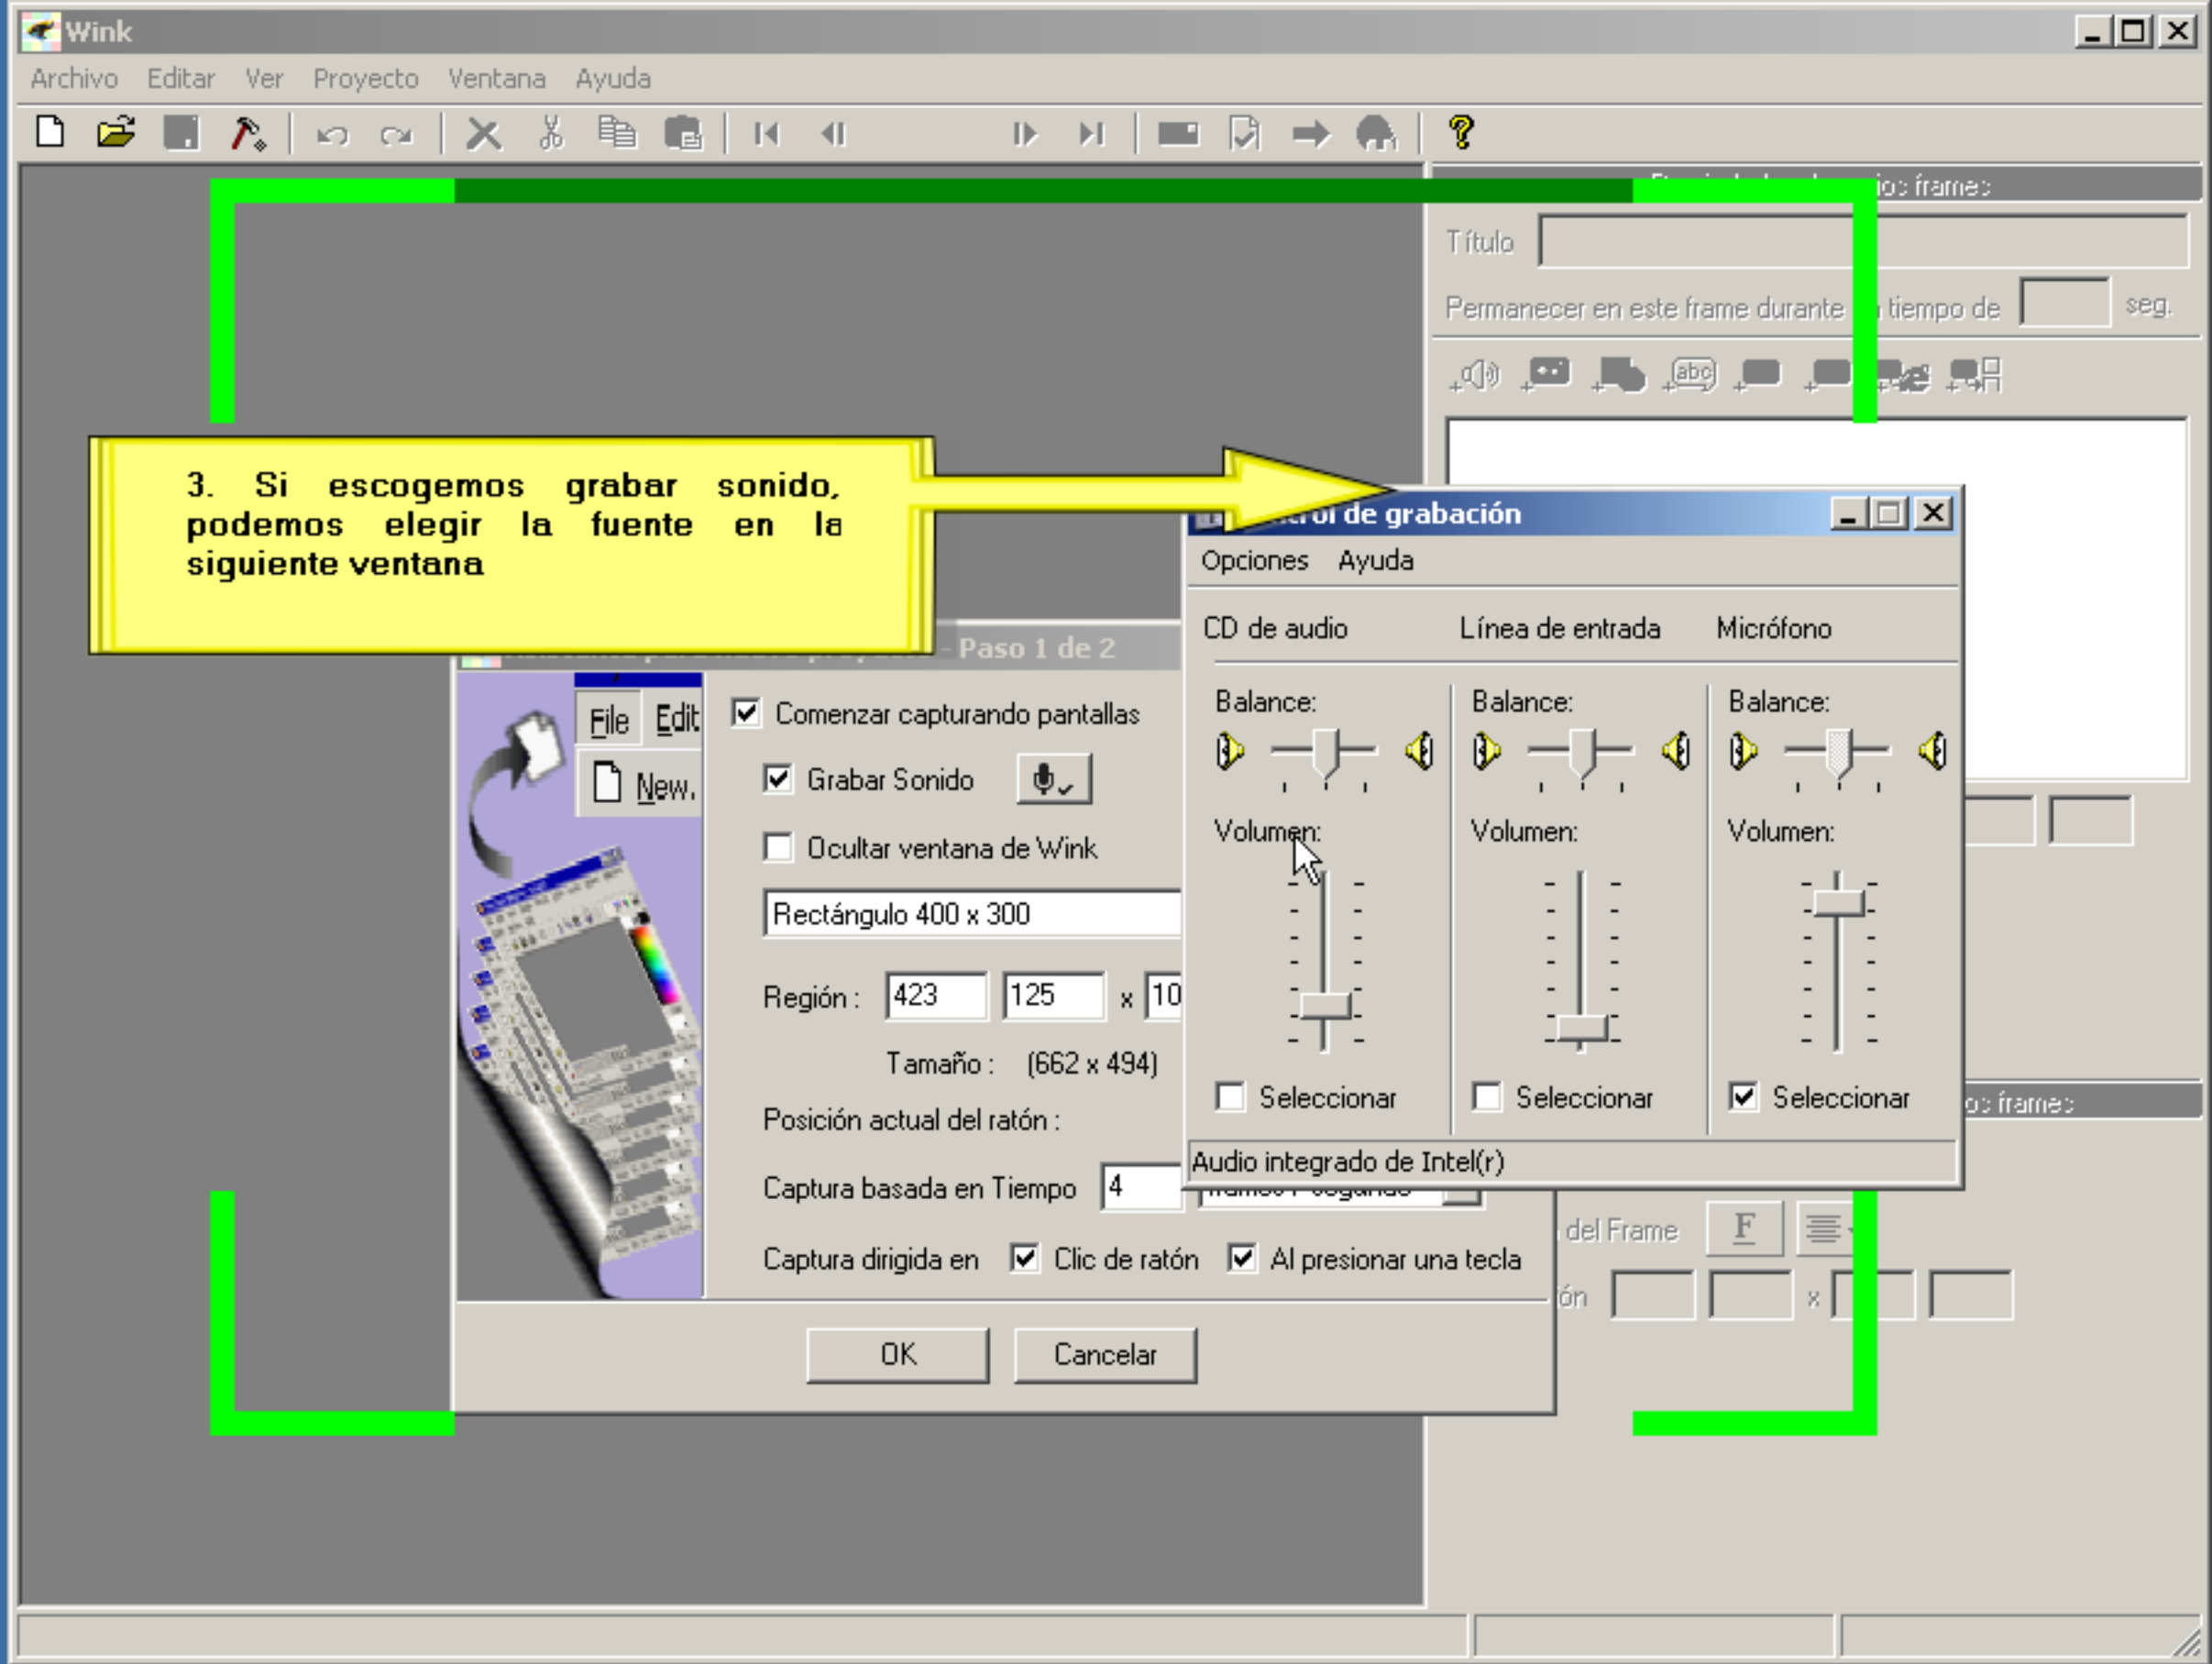 Wink
Archivo Editar Ver Proyecto Ventana Ayuda
frames
Título
Permanecer en este frame durante tiempo de seg.
abc
3. Si escogemos grabar sonido,
podemos elegir la fuente en la
siguiente ventana
de grabación
Opciones Ayuda
CD de audio Línea de entrada Micrófono
Balance: Balance: Balance:
Volumen: Volumen: Volumen:
Seleccionar Seleccionar Seleccionar
Audio integrado de Intel(r)
- Paso 1 de 2
File Edit
New.
Comenzar capturando pantallas
Grabar Sonido
Ocultar ventana de Wink
Rectángulo 400 x 300
Región : 423 125 x 10
Tamaño : (662 x 494)
Posición actual del ratón :
Captura basada en Tiempo 4
Captura dirigida en Clic de ratón Al presionar una tecla
OK Cancelar
frames
del Frame F
x